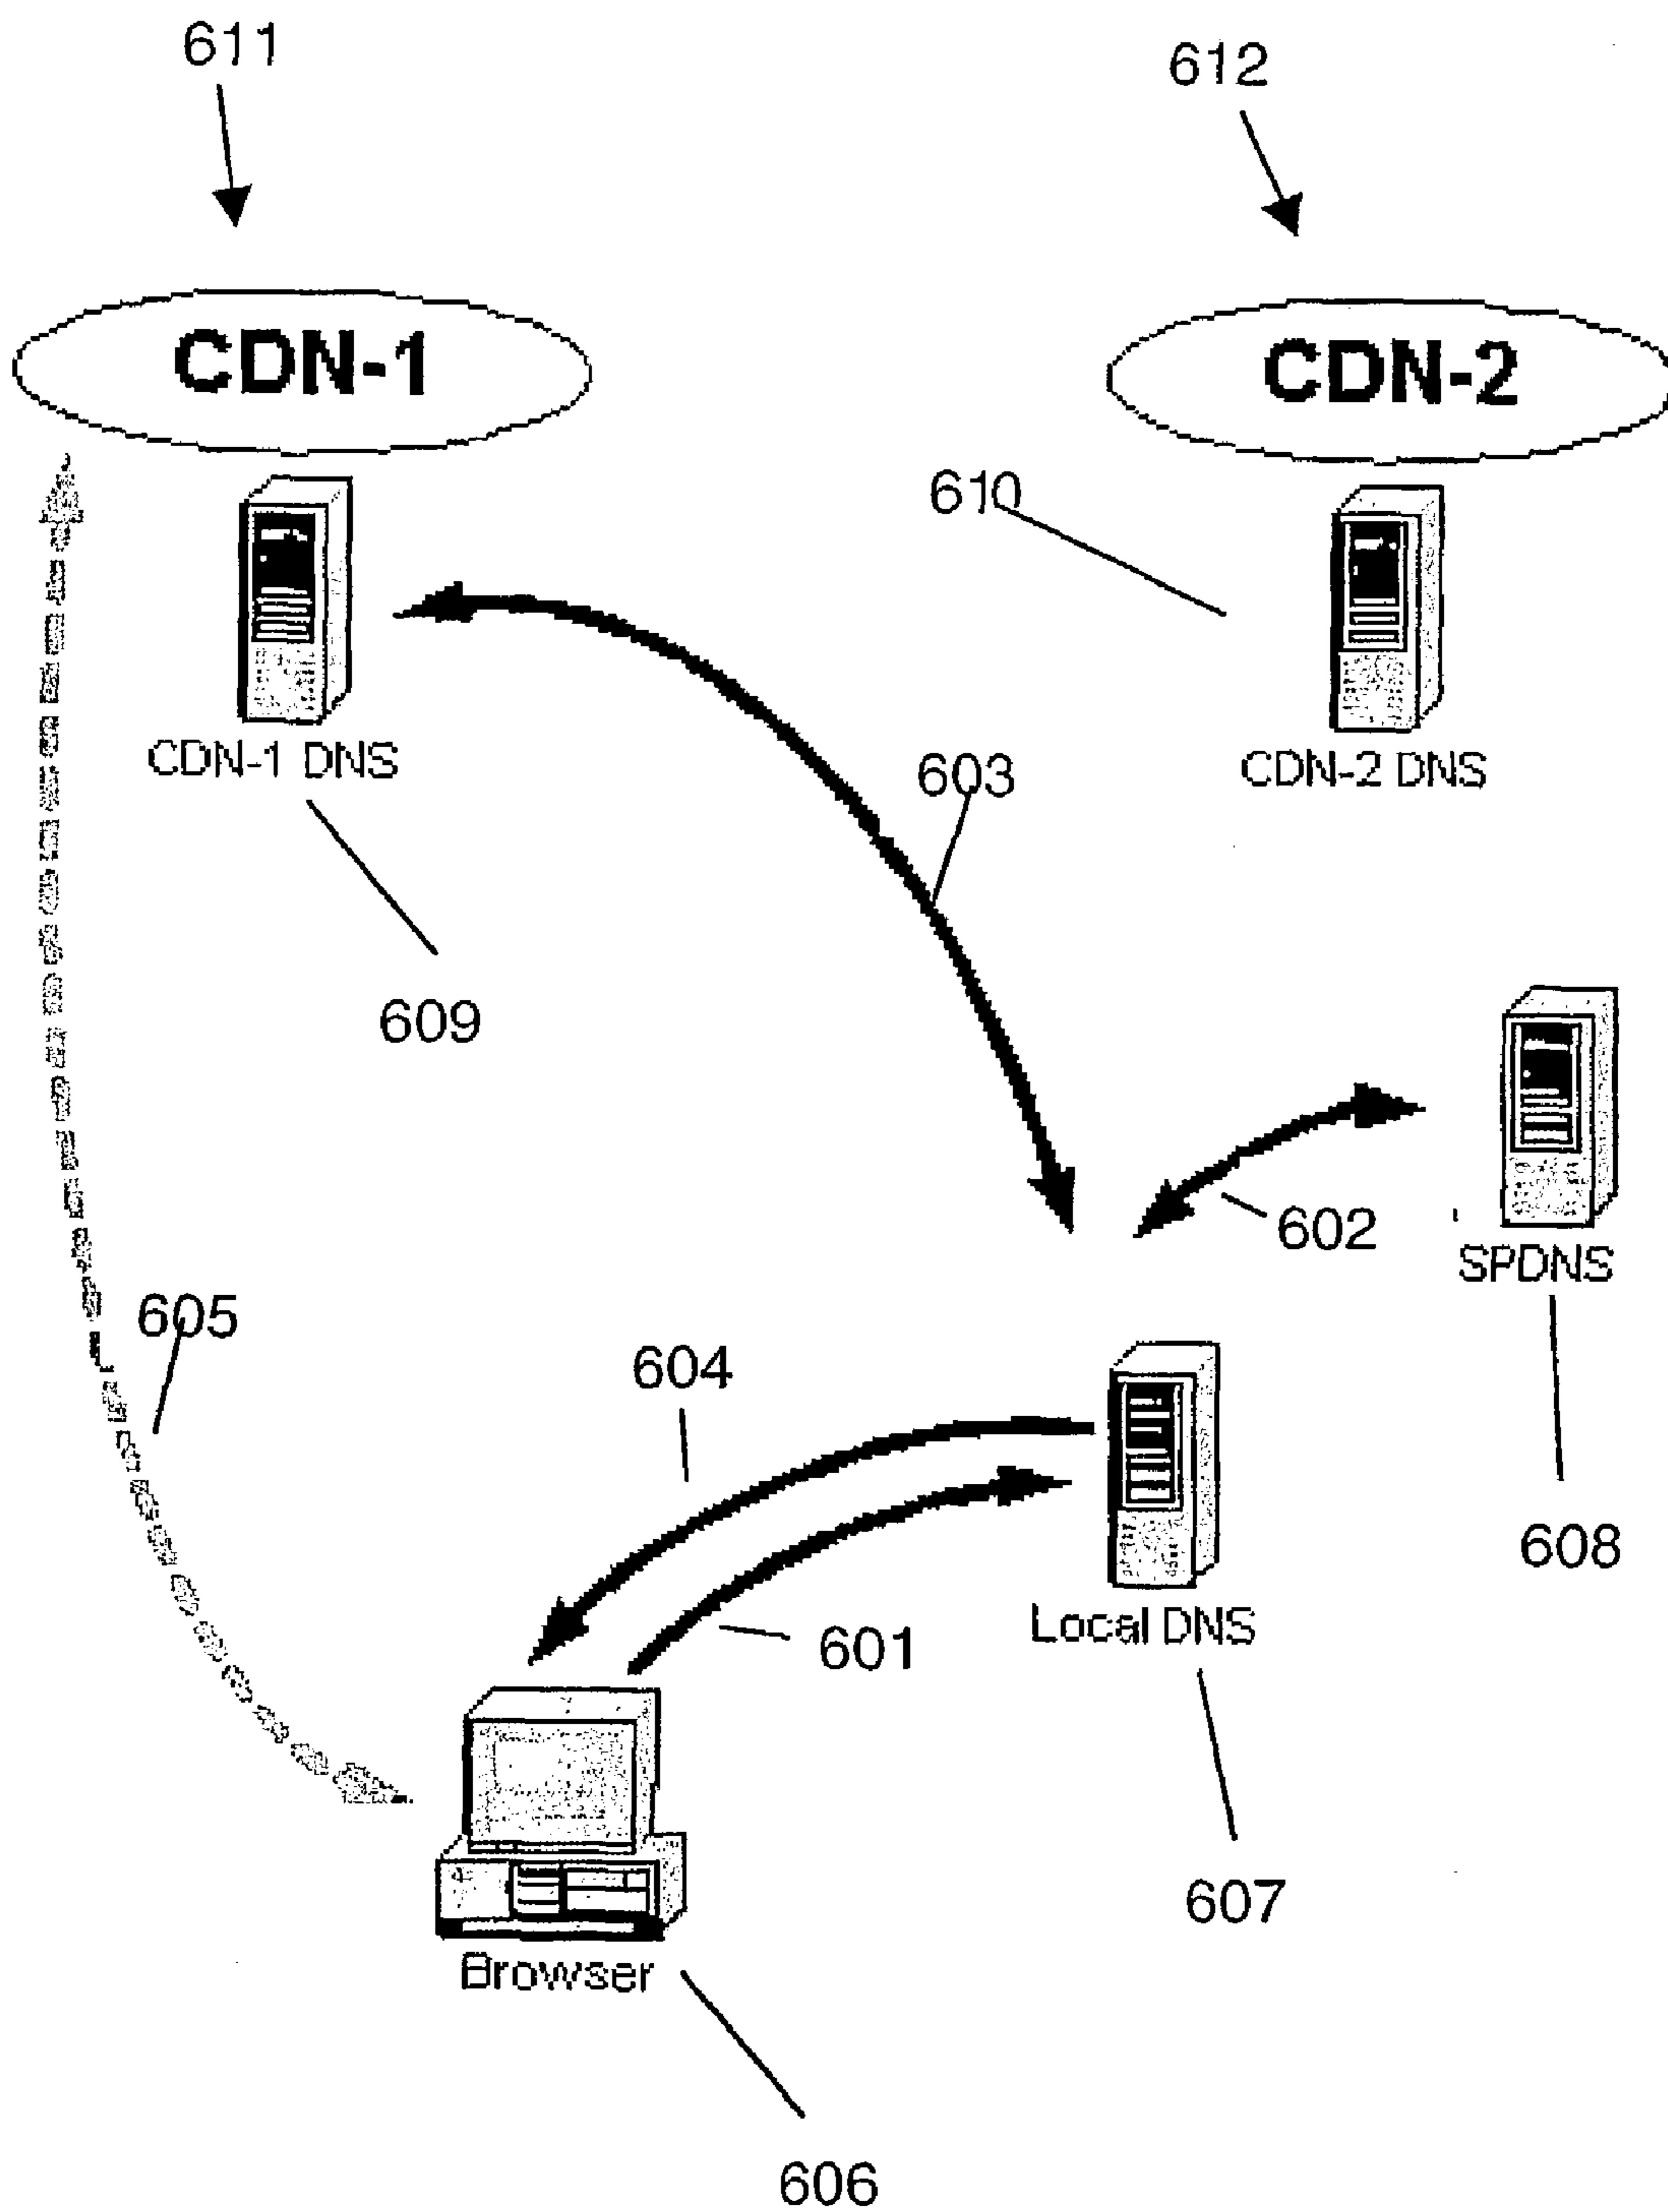 611
612
CDN-1
CDN-2
610
CDN-1 DNS
CDN-2 DNS
603
609
602
SPDNS
605
604
608
601
Local DNS
607
Browser
606